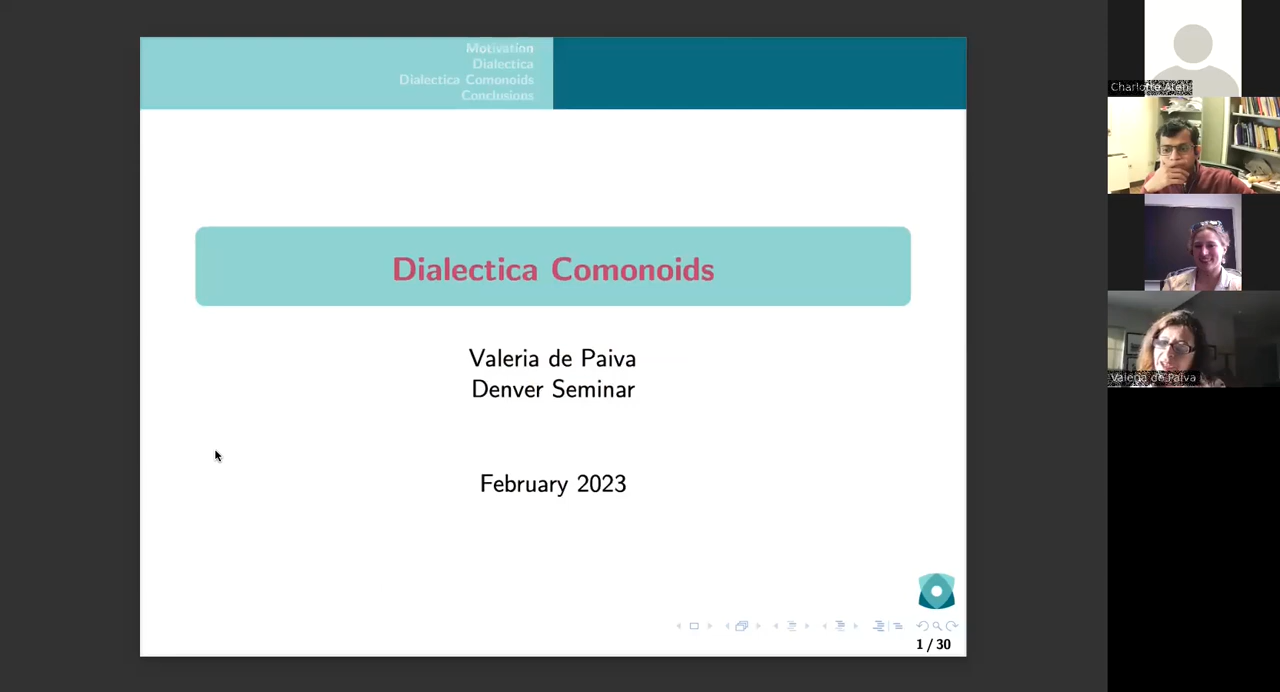 Motivation
Dialectica
Dialectica Comonoids
Conclusions
Dialectica Comonoids
Valeria de Paiva
Denver Seminar
February 2023
1 / 30
Charlotte Aten
Valeria de Paiva